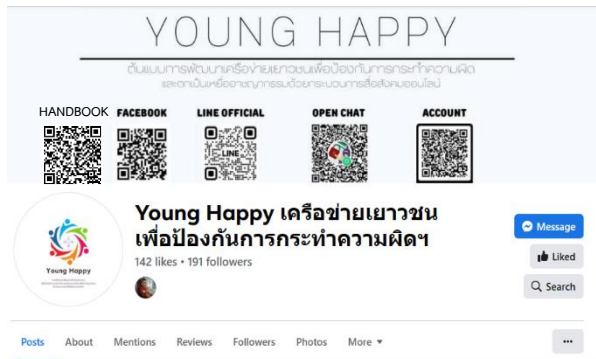 YOUNG HAPPY
ต้นแบบการพัฒนาเครือข่ายเยาวชนเพื่อป้องกันการกระทำความผิด
และตกเป็นเหยื่ออาชญากรรมด้วยกระบวนการสื่อสังคมออนไลน์
HANDBOOK FACEBOOK LINE OFFICIAL OPEN CHAT ACCOUNT
LINE
Young Happy เครือข่ายเยาวชน
เพื่อป้องกันการกระทำความผิดฯ
142 likes • 191 followers
Young Happy
Message
Liked
Search
Posts About Mentions Reviews Followers Photos More